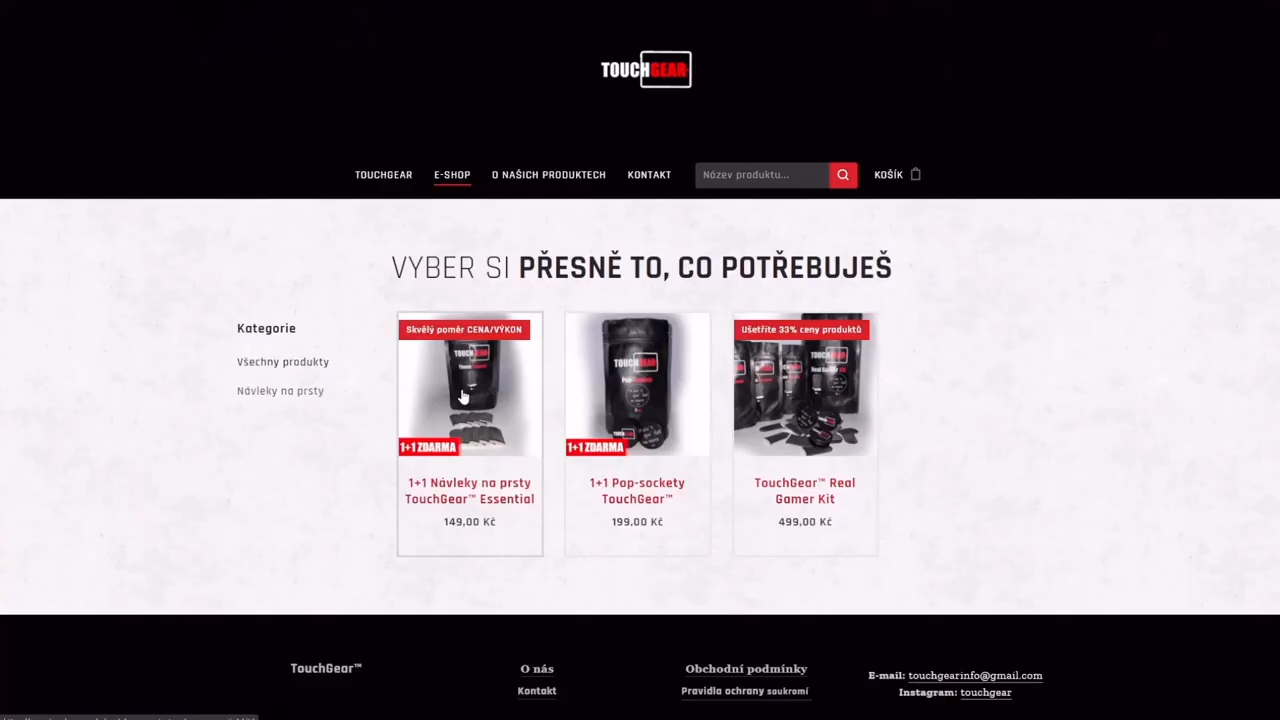 TOUCHGEAR
TOUCHGEAR
E-SHOP
O NAŠICH PRODUKTECH
KONTAKT
Název produktu...
KOŠÍK
VYBER SI PŘESNĚ TO, CO POTŘEBUJEŠ
Kategorie
Všechny produkty
Návleky na prsty
Skvělý poměr CENA/VÝKON
TOUCHGEAR
1+1 ZDARMA
1+1 Návleky na prsty
TouchGear™ Essential
149,00 Kč
TOUCHGEAR
1+1 ZDARMA
1+1 Pop-sockety
TouchGear™
199,00 Kč
Ušetříte 33% ceny produktů
TOUCHGEAR
TouchGear™ Real
Gamer Kit
499,00 Kč
TouchGear™
O nás
Kontakt
Obchodní podmínky
Pravidla ochrany soukromí
E-mail: touchgearinfo@gmail.com
Instagram: touchgear